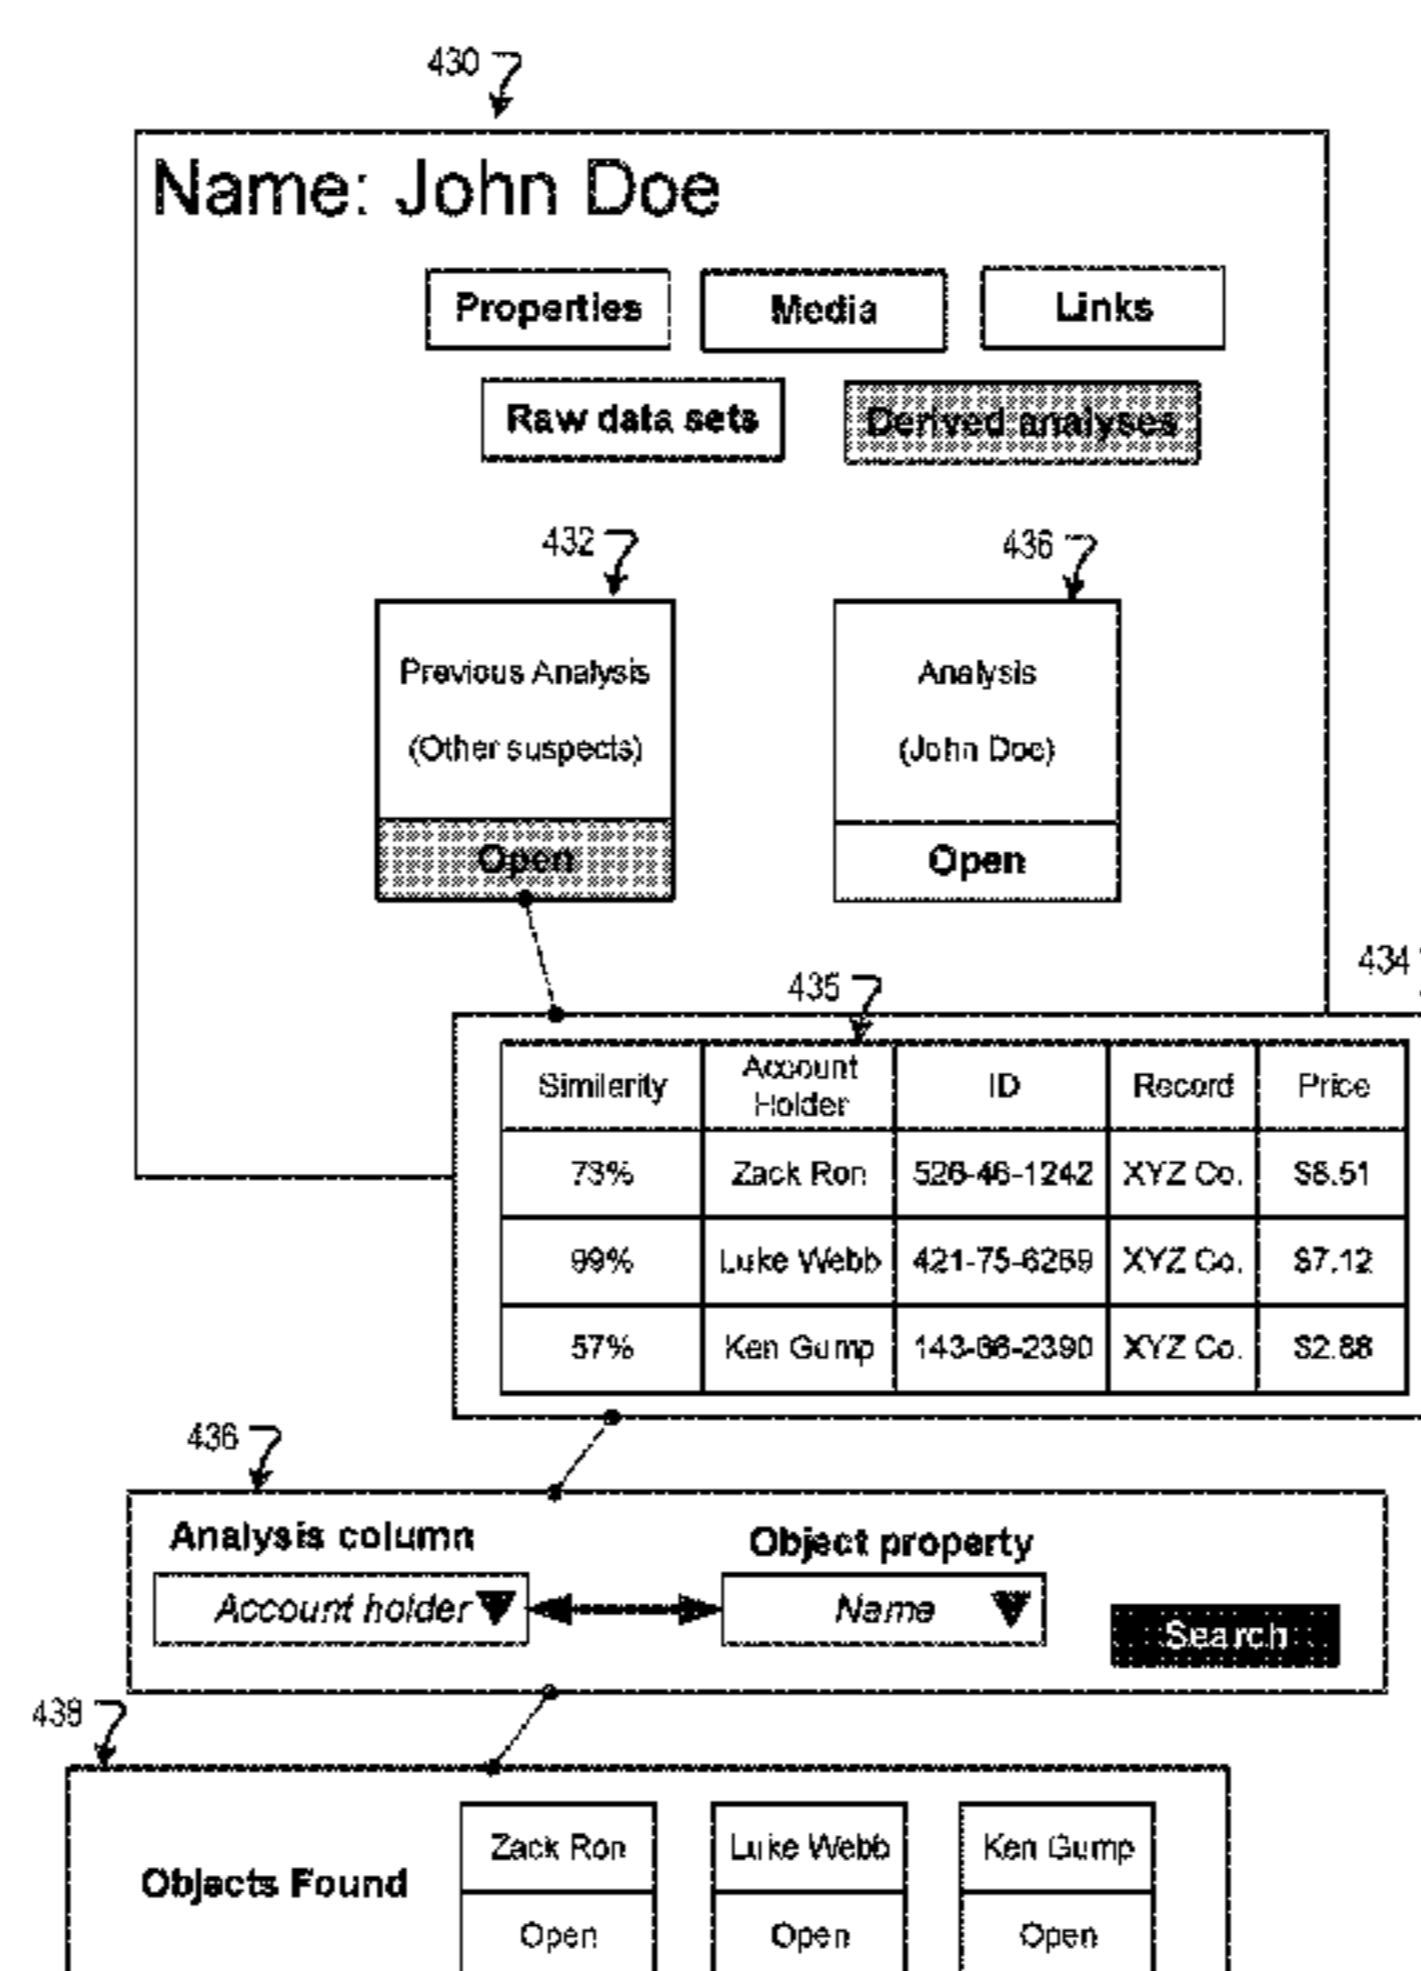 430
Name: John Doe
Properties Media Links
Raw data sets Derived analyses
432 436
Previous Analysis Analysis
(Other suspects) (John Doe)
Open Open
434
435
Similarity Account Holder ID Record Price
73% Zack Ron 526-46-1242 XYZ Co. $8.51
99% Luke Webb 421-75-6269 XYZ Co. $7.12
57% Ken Gump 143-66-2390 XYZ Co. $2.88
436
Analysis column Object property
Account holder Name Search
438
Zack Ron Luke Webb Ken Gump
Objects Found
Open Open Open